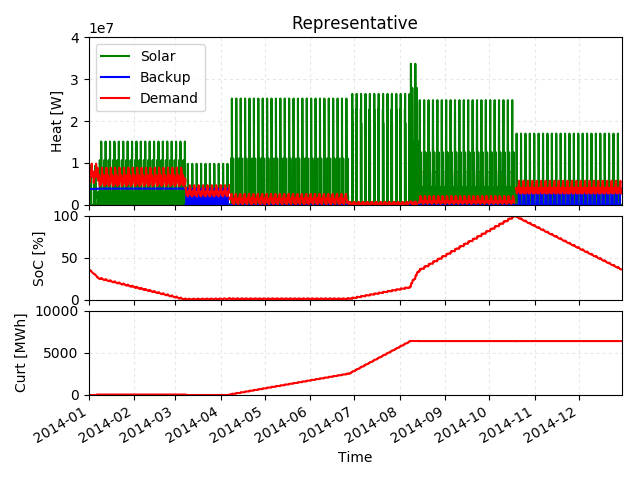 Representative
1e7
4
3
2
1
0
Heat [W]
Solar
Backup
Demand
100
50
0
SoC [%]
10000
5000
0
Curt [MWh]
2014-01
2014-02
2014-03
2014-04
2014-05
2014-06
2014-07
2014-08
2014-09
2014-10
2014-11
2014-12
Time